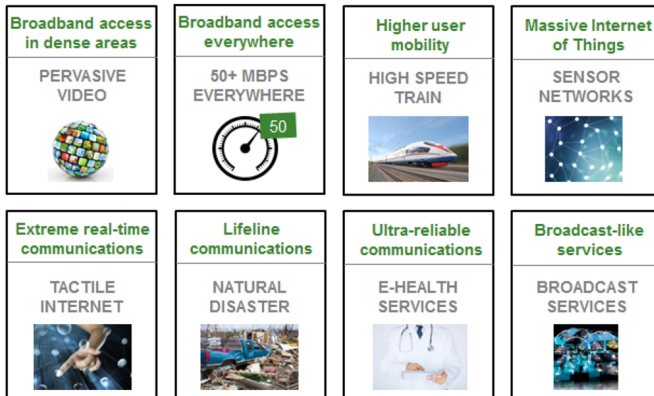 Broadband access
in dense areas
PERVASIVE
VIDEO
Broadband access
everywhere
50+ MBPS
EVERYWHERE
50
Higher user
mobility
HIGH SPEED
TRAIN
Massive Internet
of Things
SENSOR
NETWORKS
Extreme real-time
communications
TACTILE
INTERNET
Lifeline
communications
NATURAL
DISASTER
Ultra-reliable
communications
E-HEALTH
SERVICES
Broadcast-like
services
BROADCAST
SERVICES